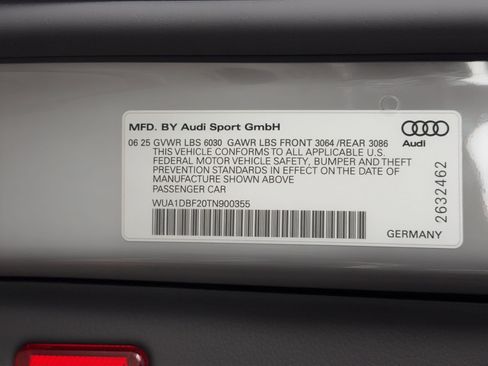 MFD. BY Audi Sport GmbH
06 25 GVWR LBS 6080 GAWR LBS FRONT 3064 /REAR 3086
THIS VEHICLE CONFORMS TO ALL APPLICABLE U.S.
FEDERAL MOTOR VEHICLE SAFETY, BUMPER AND THEFT
PREVENTION STANDARDS IN EFFECT ON THE DATE OF
MANUFACTURE SHOWN ABOVE
PASSENGER CAR
WUA1DBF20TN900355
Audi
2632462
GERMANY